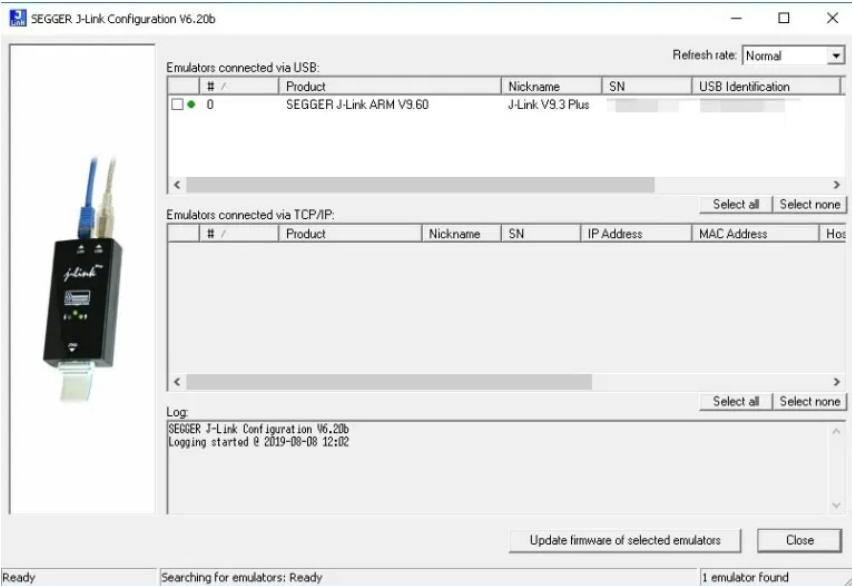 SEGGER J-Link Configuration V6.20b
Refresh rate: Normal
Emulators connected via USB:
# / Product Nickname SN USB Identification
0 SEGGER J-Link ARM V9.60 J-Link V9.3 Plus
Select all Select none
Emulators connected via TCP/IP:
# / Product Nickname SN IP Address MAC Address Hos
J-Link
Log:
SEGGER J-Link Configuration V6.20b
Logging started @ 2019-08-08 12:02
Update firmware of selected emulators Close
Select all Select none
Ready Searching for emulators: Ready 1 emulator found